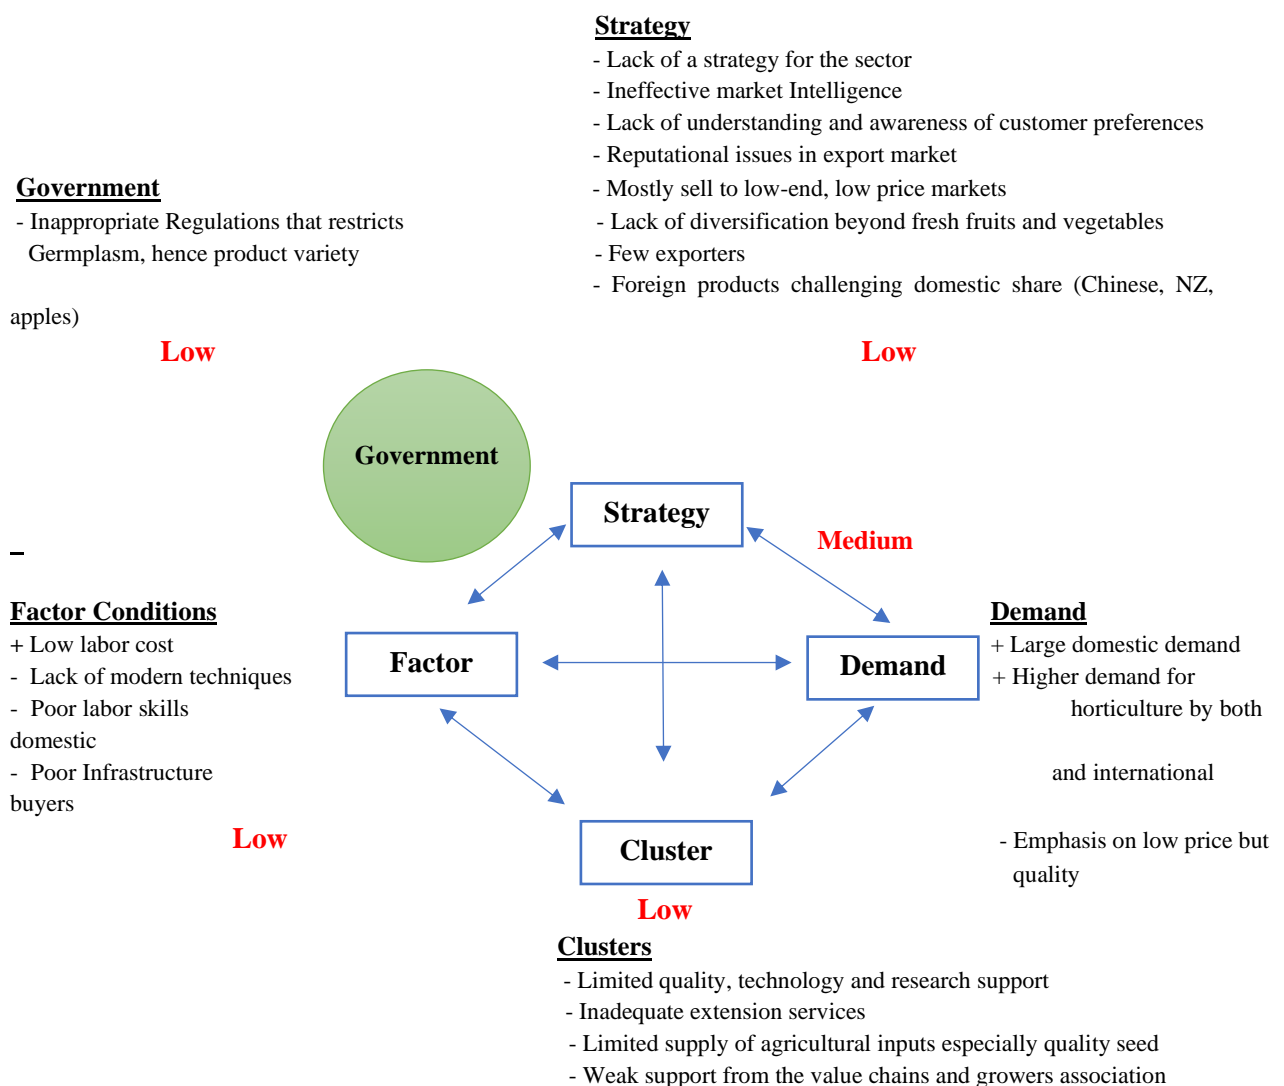 Strategy
- Lack of a strategy for the sector
- Ineffective market Intelligence
- Lack of understanding and awareness of customer preferences
- Reputational issues in export market
Government
- Mostly sell to low-end, low price markets
- Inappropriate Regulations that restricts
- Lack of diversification beyond fresh fruits and vegetables
Germplasm, hence product variety
- Few exporters
- Foreign products challenging domestic share (Chinese, NZ,
apples)
Low
Low
Government
Strategy
Medium
Factor Conditions
Demand
+ Low labor cost
+ Large domestic demand
Factor
Demand
- Lack of modern techniques
+ Higher demand for
- Poor labor skills
horticulture by both
domestic
- Poor Infrastructure
and international
buyers
Low
- Emphasis on low price but
Cluster
quality
Low
Clusters
- Limited quality, technology and research support
- Inadequate extension services
- Limited supply of agricultural inputs especially quality seed
- Weak support from the value chains and growers association